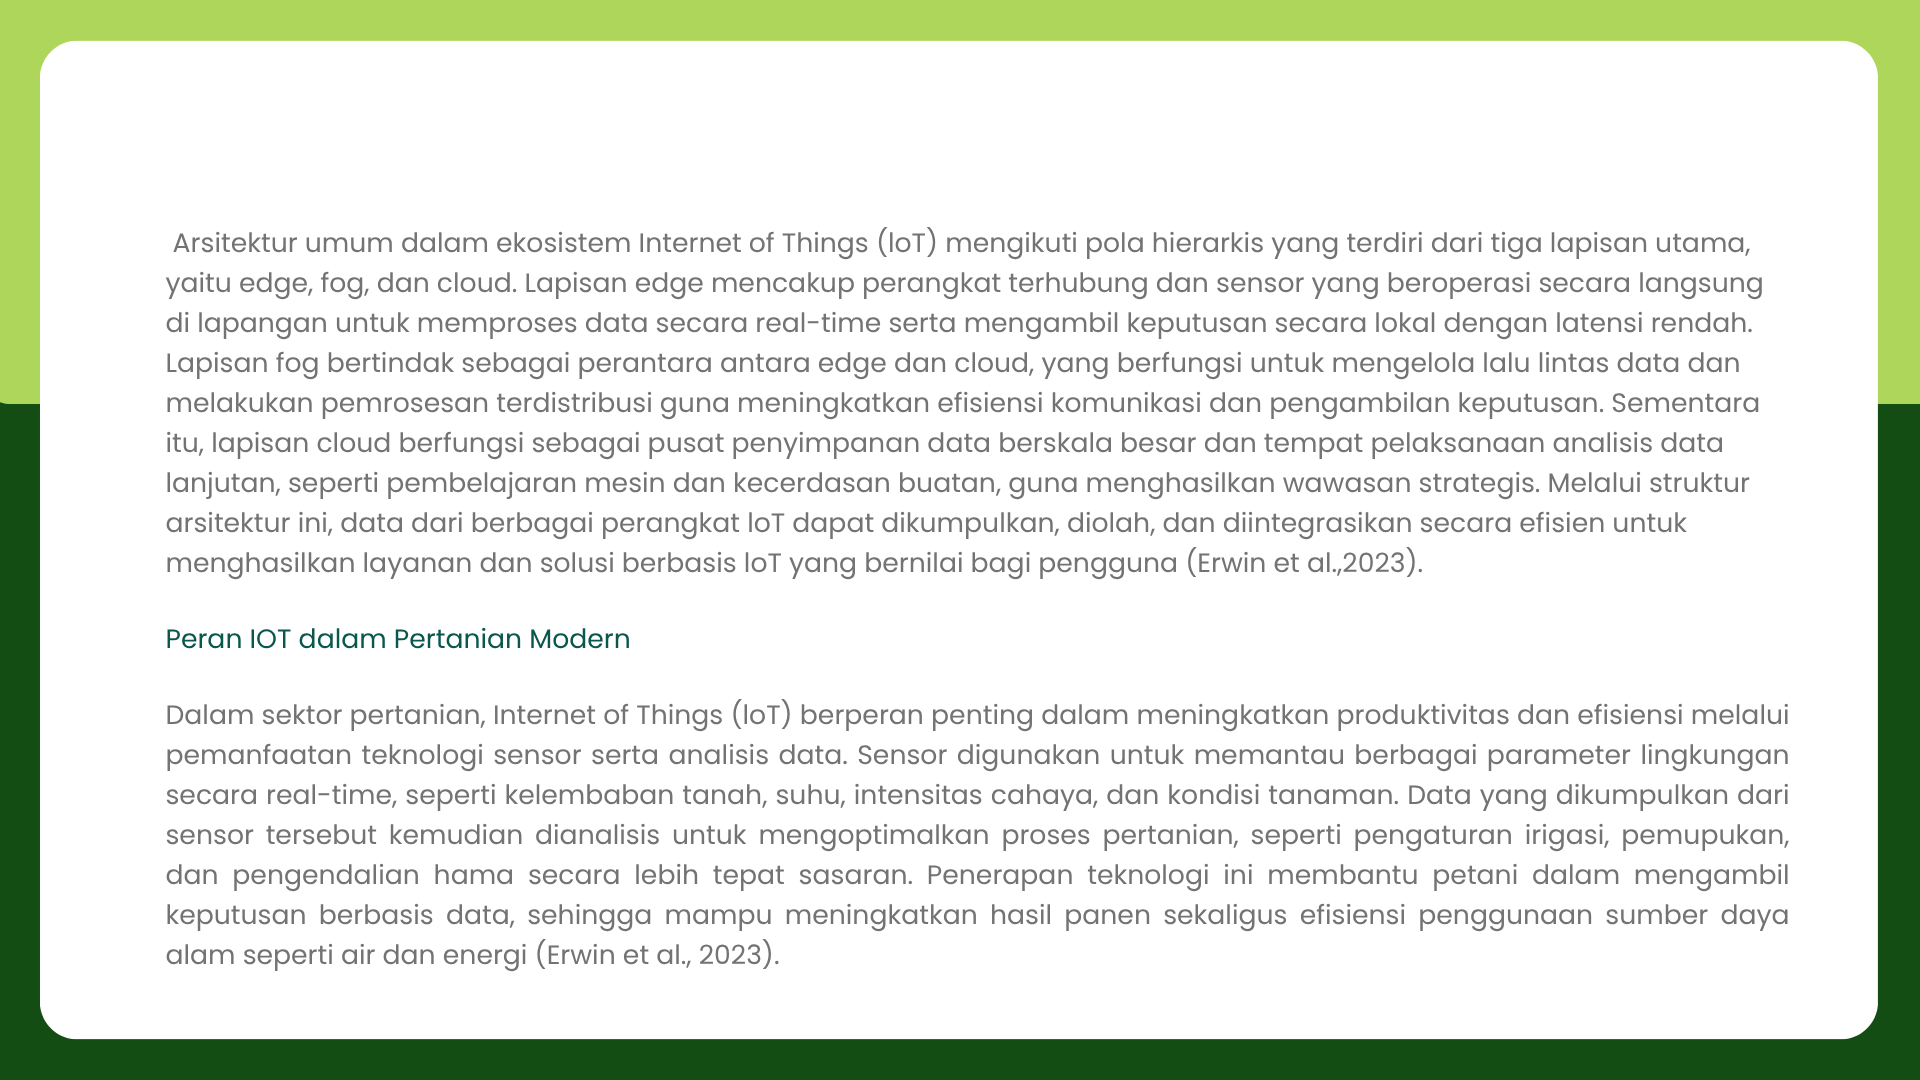 Arsitektur umum dalam ekosistem Internet of Things (IoT) mengikuti pola hierarkis yang terdiri dari tiga lapisan utama,
yaitu edge, fog, dan cloud. Lapisan edge mencakup perangkat terhubung dan sensor yang beroperasi secara langsung
di lapangan untuk memproses data secara real-time serta mengambil keputusan secara lokal dengan latensi rendah.
Lapisan fog bertindak sebagai perantara antara edge dan cloud, yang berfungsi untuk mengelola lalu lintas data dan
melakukan pemrosesan terdistribusi guna meningkatkan efisiensi komunikasi dan pengambilan keputusan. Sementara
itu, lapisan cloud berfungsi sebagai pusat penyimpanan data berskala besar dan tempat pelaksanaan analisis data
lanjutan, seperti pembelajaran mesin dan kecerdasan buatan, guna menghasilkan wawasan strategis. Melalui struktur
arsitektur ini, data dari berbagai perangkat IoT dapat dikumpulkan, diolah, dan diintegrasikan secara efisien untuk
menghasilkan layanan dan solusi berbasis IoT yang bernilai bagi pengguna (Erwin et al.,2023).
Peran IOT dalam Pertanian Modern
Dalam sektor pertanian, Internet of Things (IoT) berperan penting dalam meningkatkan produktivitas dan efisiensi melalui
pemanfaatan teknologi sensor serta analisis data. Sensor digunakan untuk memantau berbagai parameter lingkungan
secara real-time, seperti kelembaban tanah, suhu, intensitas cahaya, dan kondisi tanaman. Data yang dikumpulkan dari
sensor tersebut kemudian dianalisis untuk mengoptimalkan proses pertanian, seperti pengaturan irigasi, pemupukan,
dan pengendalian hama secara lebih tepat sasaran. Penerapan teknologi ini membantu petani dalam mengambil
keputusan berbasis data, sehingga mampu meningkatkan hasil panen sekaligus efisiensi penggunaan sumber daya
alam seperti air dan energi (Erwin et al., 2023).